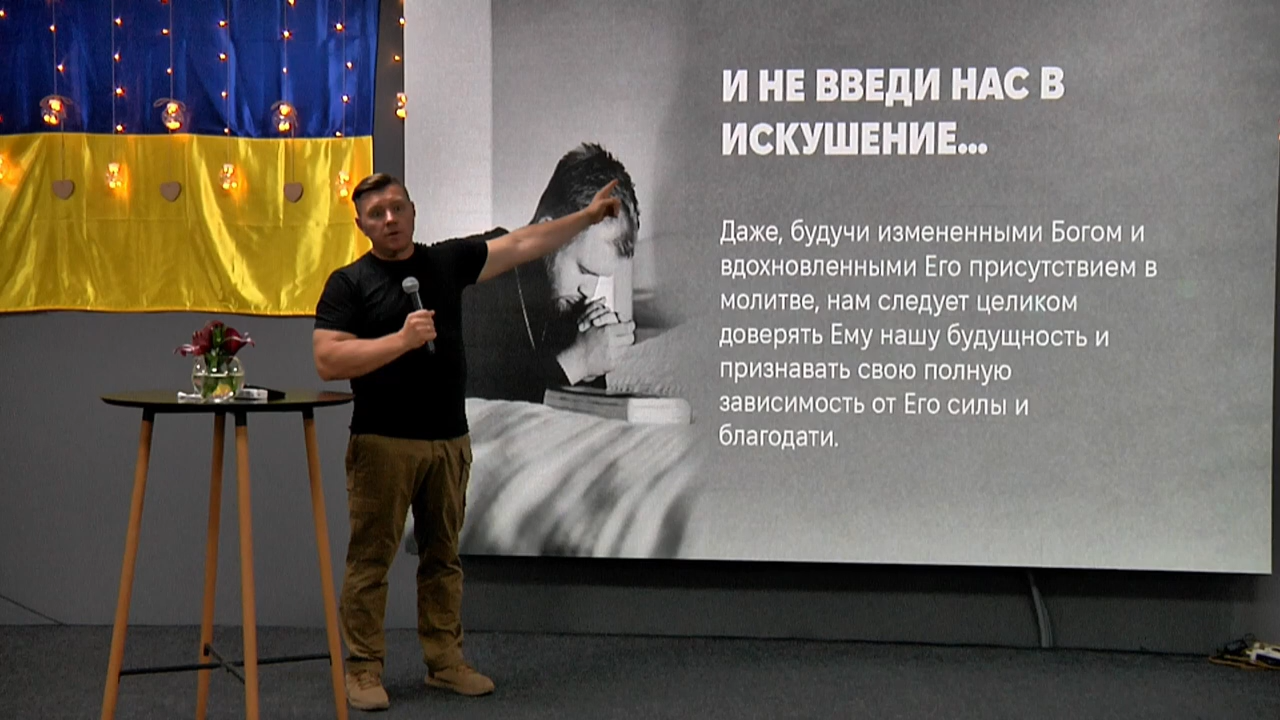 И НЕ ВВЕДИ НАС В
ИСКУШЕНИЕ...
Даже, будучи измененными Богом и
вдохновленными Его присутствием в
молитве, нам следует целиком
доверять Ему нашу будущность и
признавать свою полную
зависимость от Его силы и
благодати.